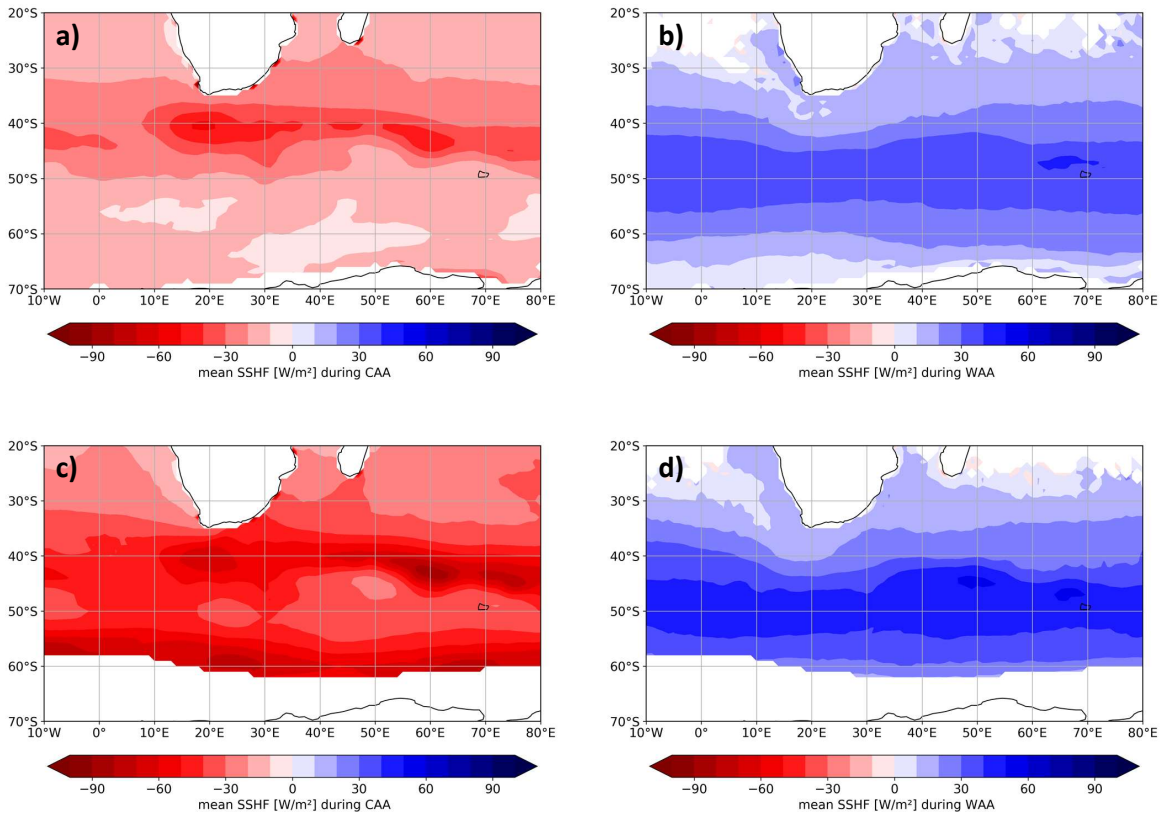 a)
20°S
30°S
40°S
50°S
60°S
70°S
10°W 0° 10°E 20°E 30°E 40°E 50°E 60°E 70°E 80°E
−90 −60 −30 0 30 60 90
mean SSHF [W/m²] during CAA
b)
20°S
30°S
40°S
50°S
60°S
70°S
10°W 0° 10°E 20°E 30°E 40°E 50°E 60°E 70°E 80°E
−90 −60 −30 0 30 60 90
mean SSHF [W/m²] during WAA
c)
20°S
30°S
40°S
50°S
60°S
70°S
10°W 0° 10°E 20°E 30°E 40°E 50°E 60°E 70°E 80°E
−90 −60 −30 0 30 60 90
mean SSHF [W/m²] during CAA
d)
20°S
30°S
40°S
50°S
60°S
70°S
10°W 0° 10°E 20°E 30°E 40°E 50°E 60°E 70°E 80°E
−90 −60 −30 0 30 60 90
mean SSHF [W/m²] during WAA